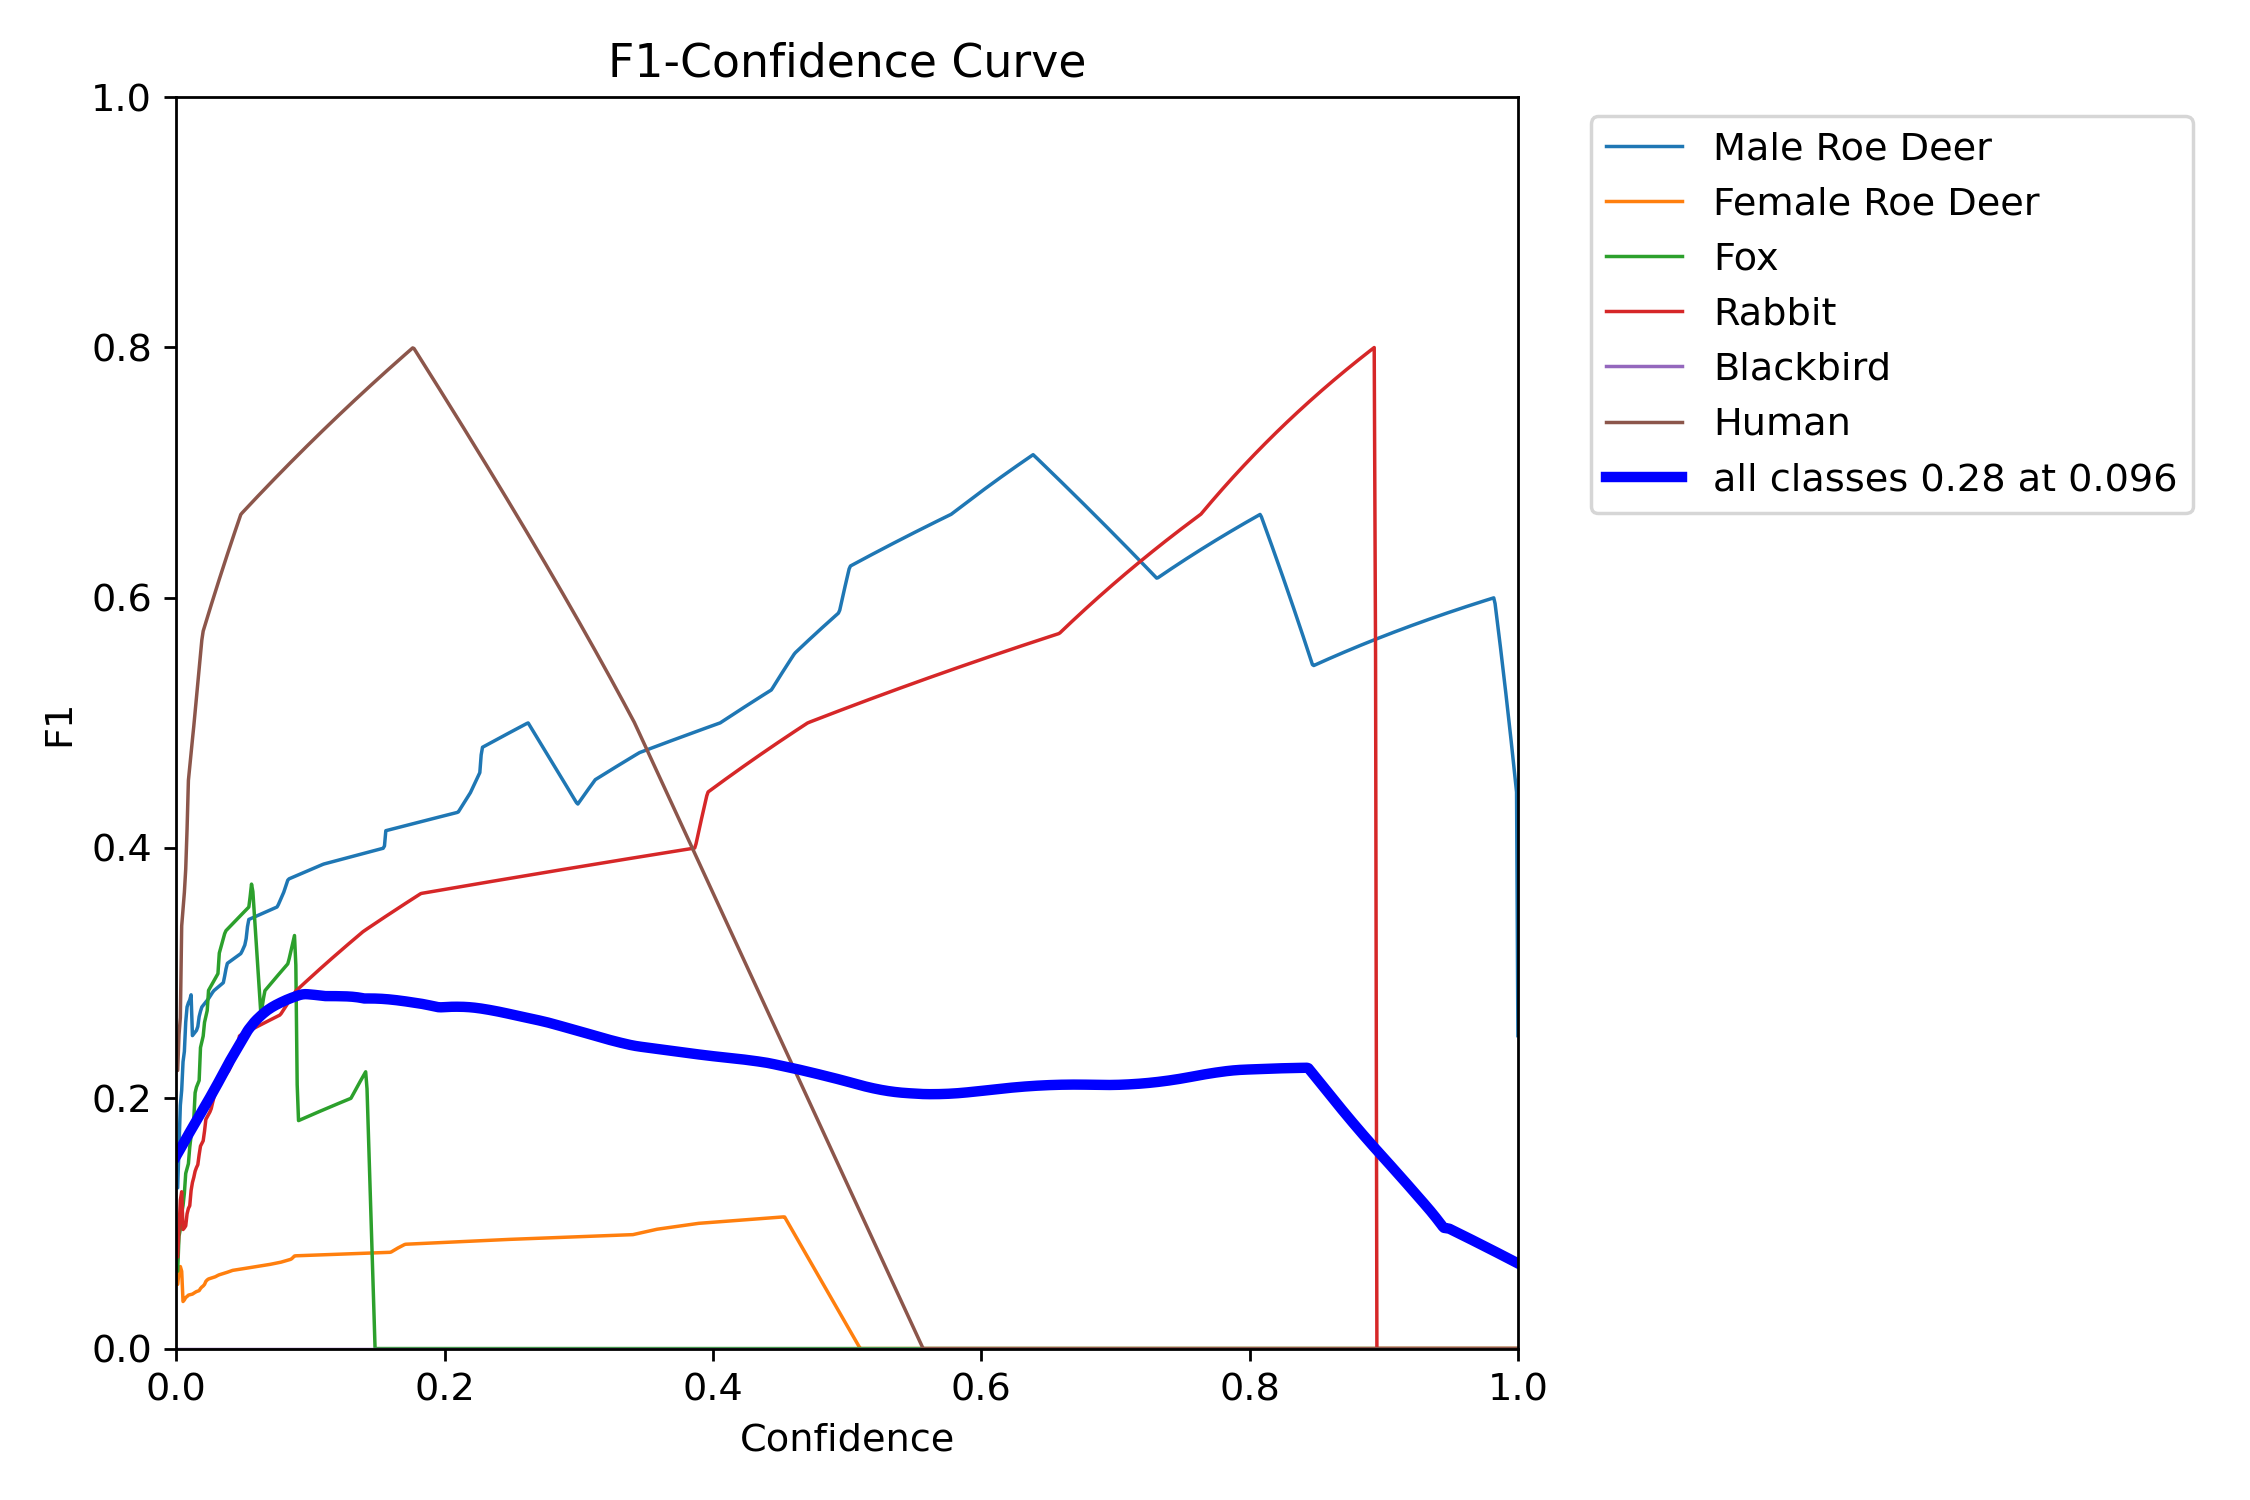 F1-Confidence Curve
1.0
0.8
0.6
0.4
0.2
0.0
F1
0.0 0.2 0.4 0.6 0.8 1.0
Confidence
Male Roe Deer
Female Roe Deer
Fox
Rabbit
Blackbird
Human
all classes 0.28 at 0.096